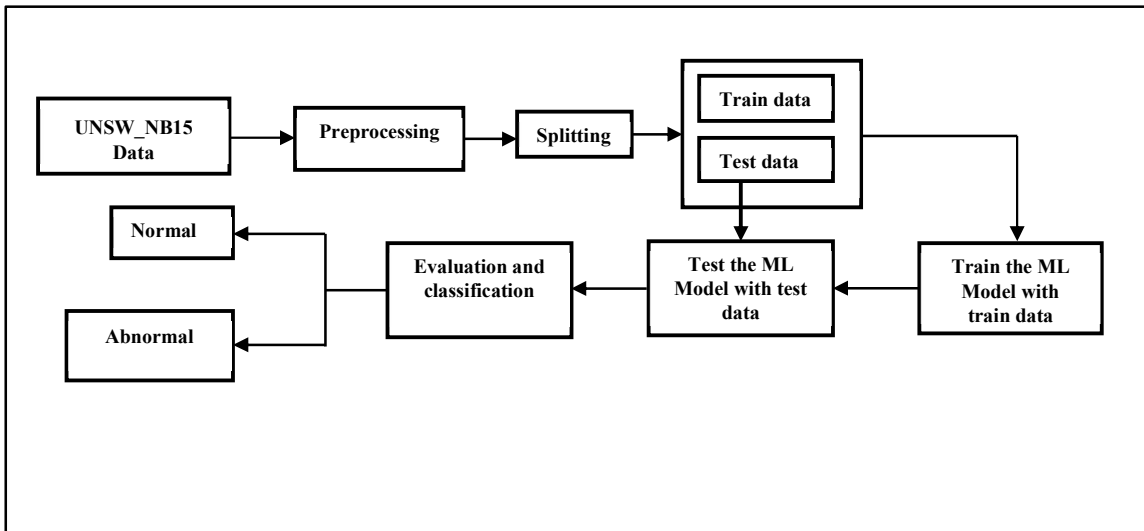 UNSW_NB15
Data
Preprocessing
Splitting
Train data
Test data
Normal
Abnormal
Evaluation and
classification
Test the ML
Model with test
data
Train the ML
Model with
train data